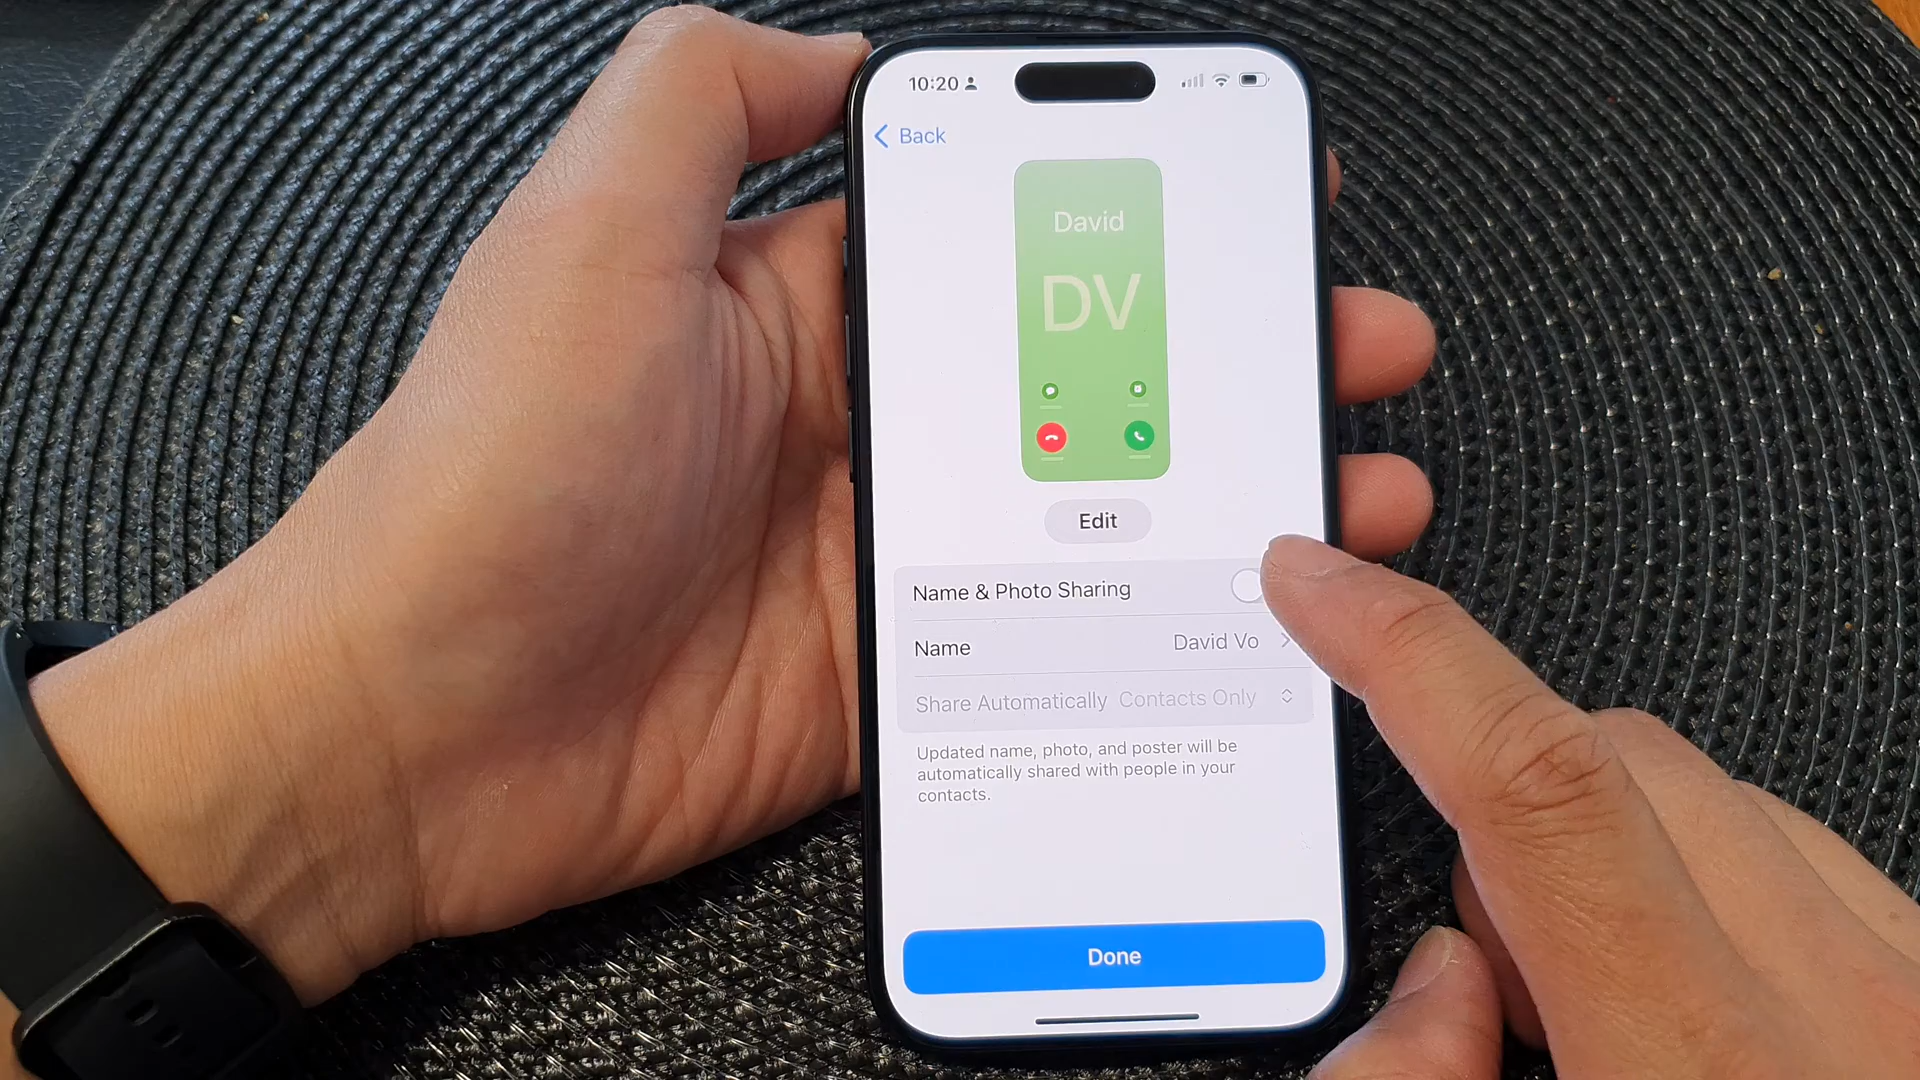 10:20
Back
David
DV
Edit
Name & Photo Sharing
Name David Vo
Share Automatically Contacts Only
Updated name, photo, and poster will be
automatically shared with people in your
contacts.
Done